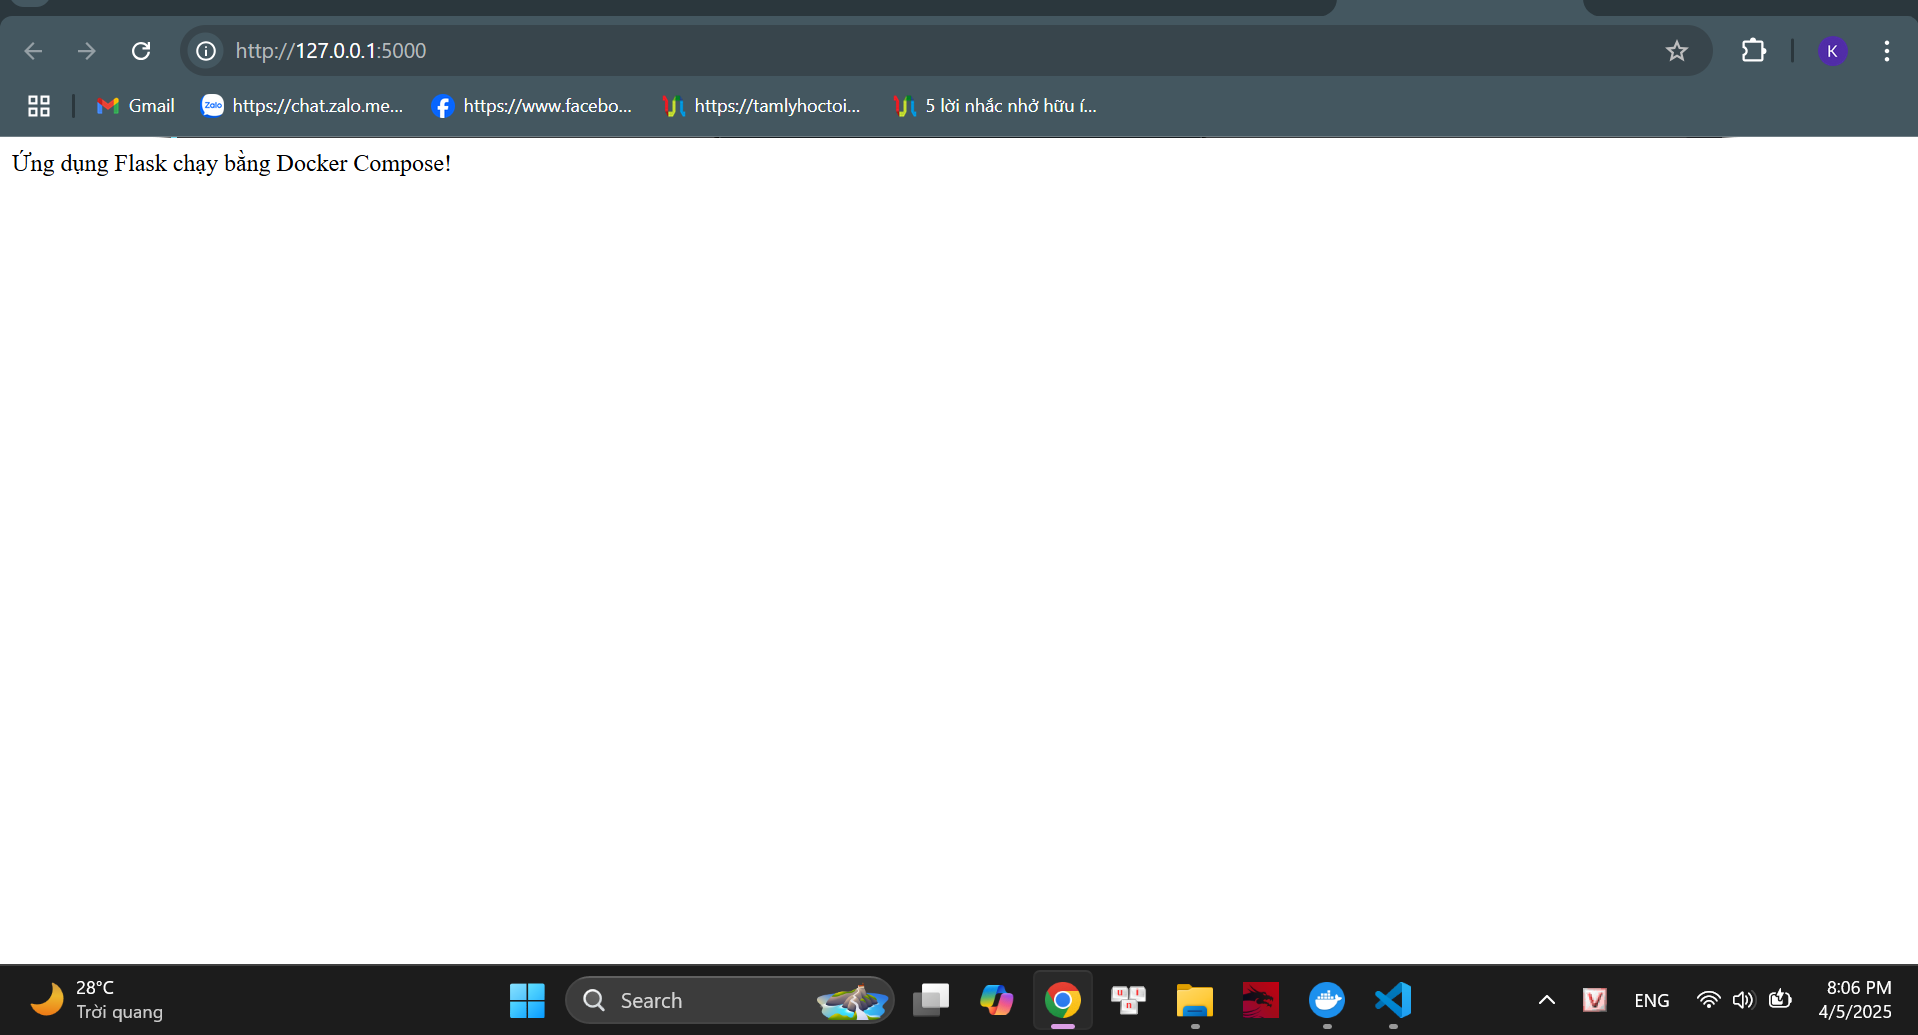 http://127.0.0.1:5000
K
Gmail
Zalo
https://chat.zalo.me...
https://www.facebo...
https://tamlyhoctoi...
5 lời nhắc nhở hữu í...
Ứng dụng Flask chạy bằng Docker Compose!
28°C
Trời quang
Search
u n i
V
ENG
8:06 PM
4/5/2025